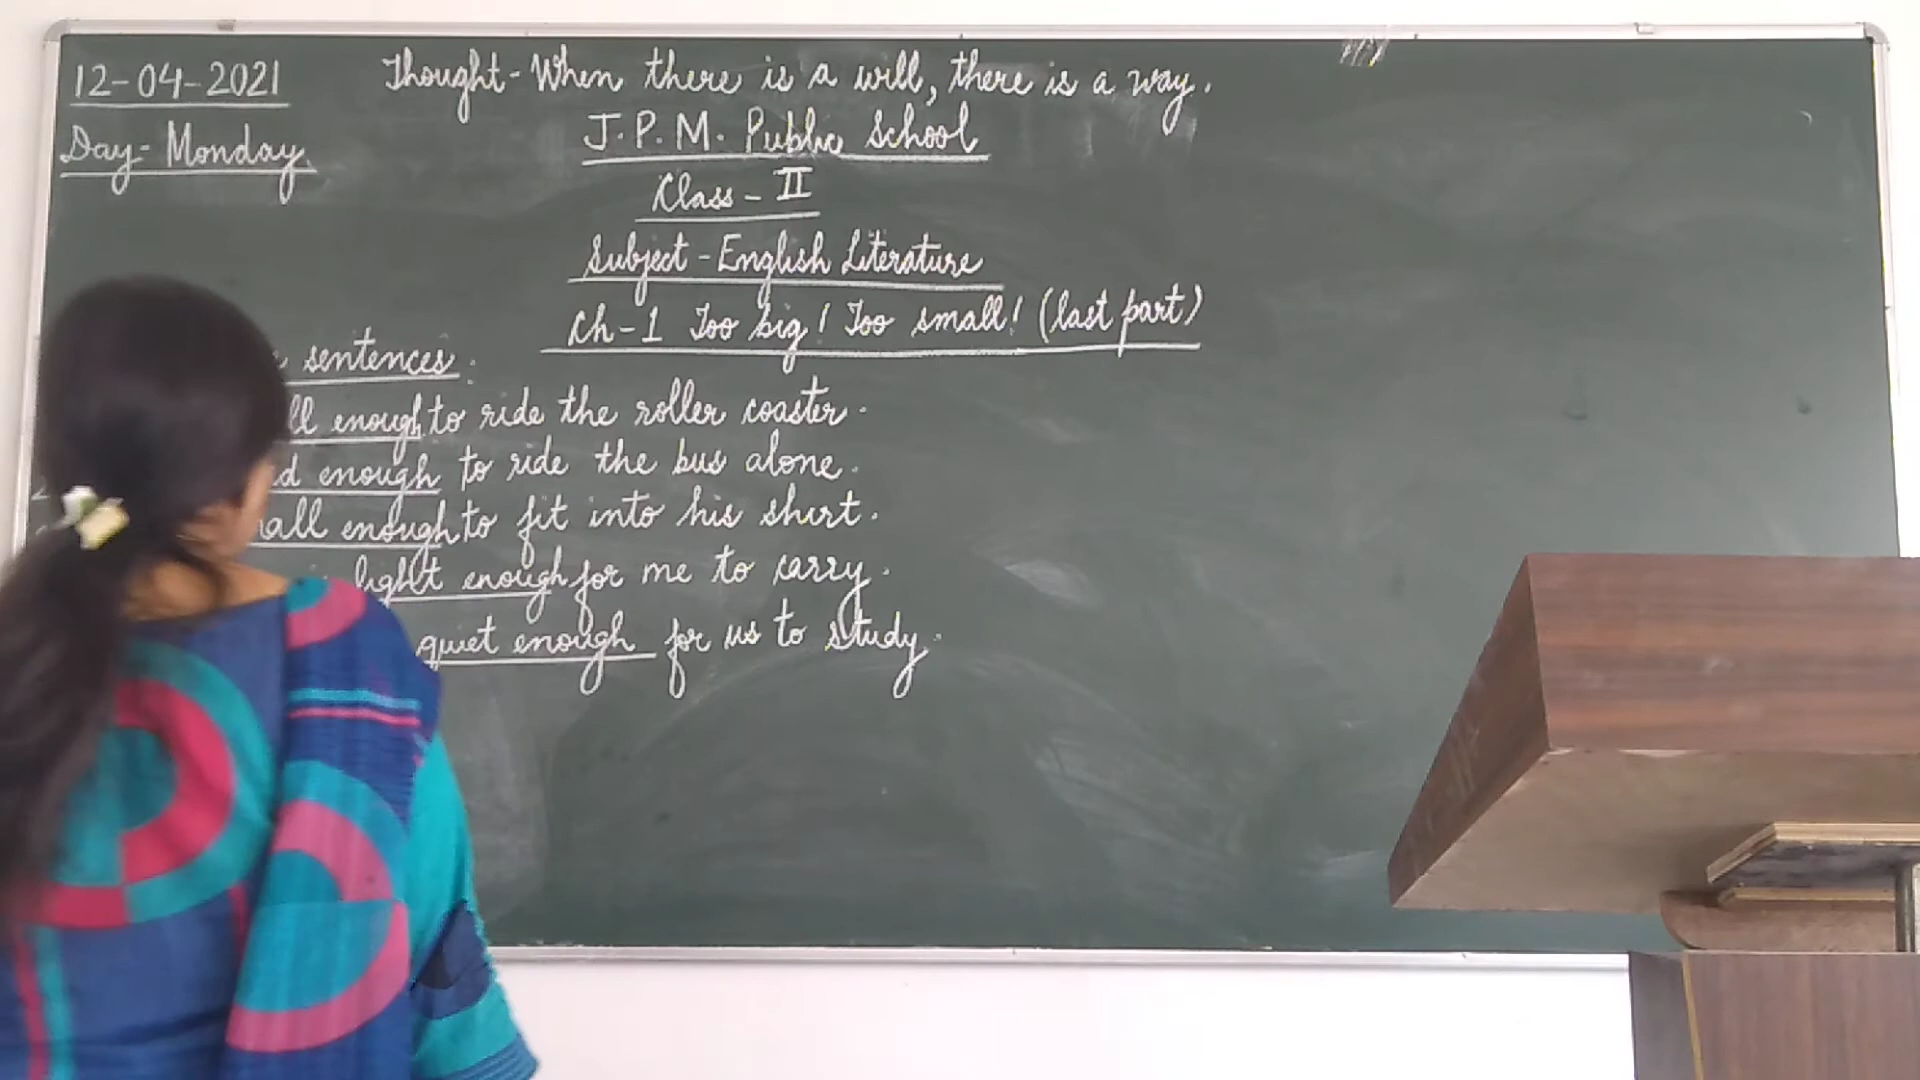 12-04-2021
Thought - When there is a will, there is a way.
Day- Monday
J.P.M. Public School
Class - II
Subject - English Literature
Ch-1 Too big! Too small! (last part)
sentences:
ll enough to ride the roller coaster.
d enough to ride the bus alone.
all enough to fit into his shirt.
light enough for me to carry.
quiet enough for us to study.